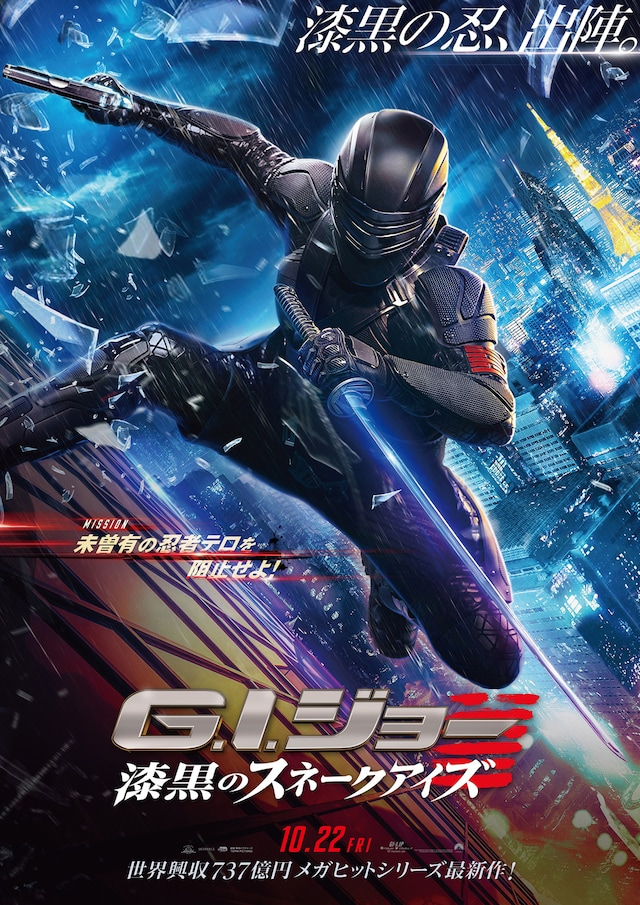 漆黒の忍、出陣。
MISSION
未曽有の忍者テロを
阻止せよ!
G.I.ジョー
漆黒のスネークアイズ
10.22 FRI
世界興収737億円 メガヒットシリーズ最新作!